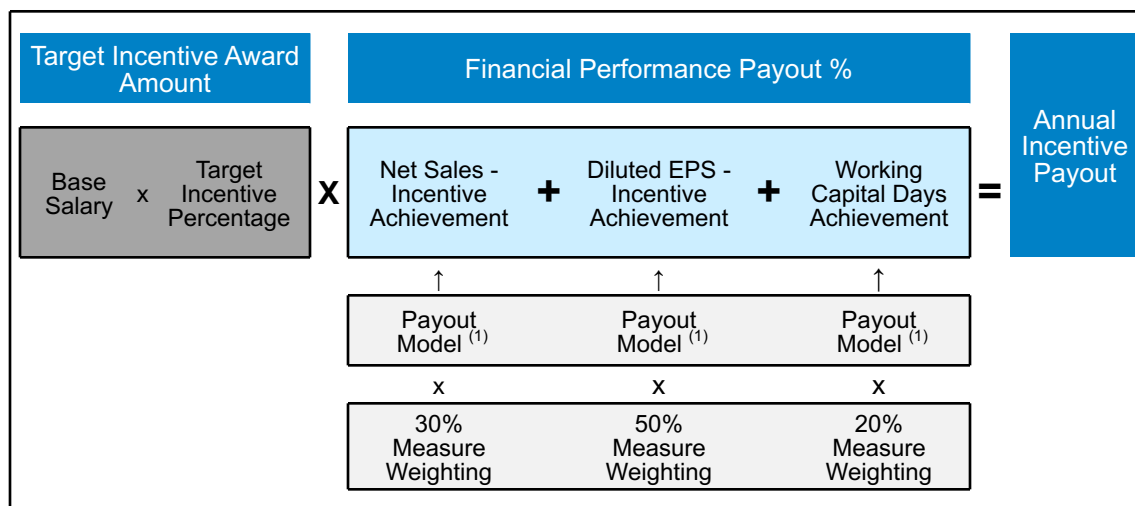 Target Incentive Award
Amount
Financial Performance Payout %
Annual
Incentive
Payout
Base
Salary
x
Target
Incentive
Percentage
X
Net Sales -
Incentive
Achievement
+
Diluted EPS -
Incentive
Achievement
+
Working
Capital Days
Achievement
=
↑ ↑ ↑
Payout
Model (1)
Payout
Model (1)
Payout
Model (1)
x x x
30%
Measure
Weighting
50%
Measure
Weighting
20%
Measure
Weighting